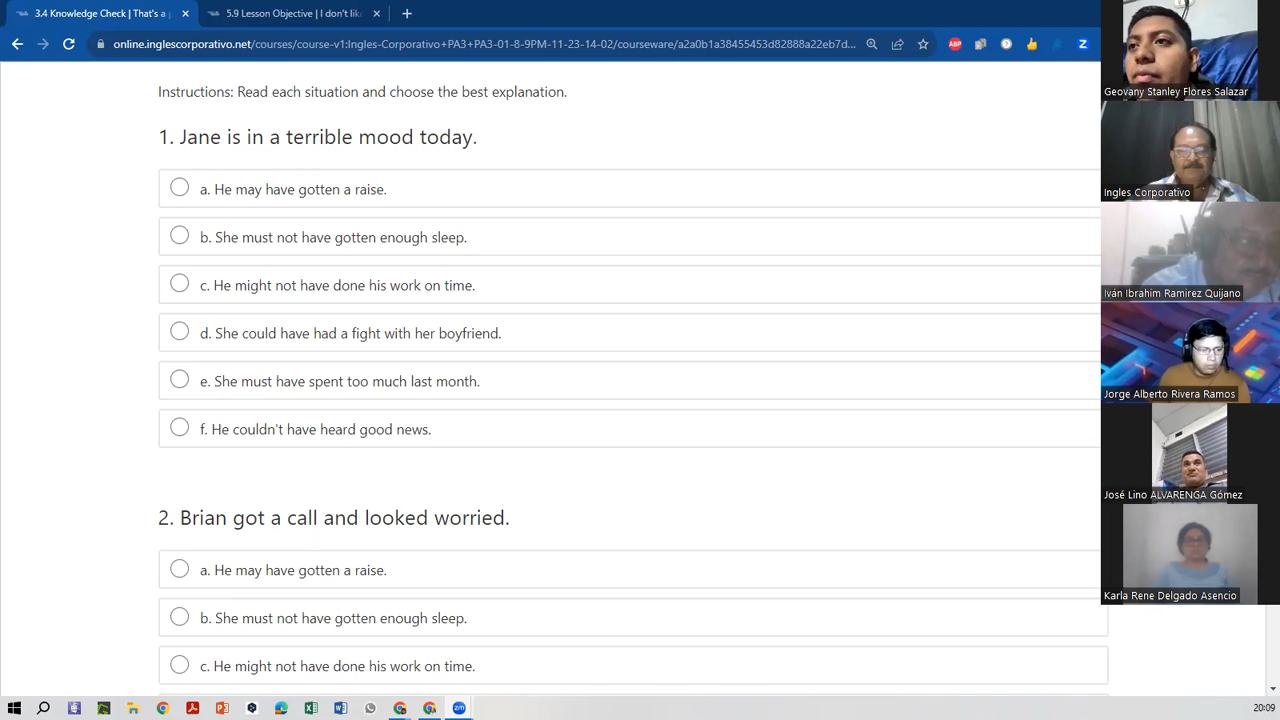 3.4 Knowledge Check | That's a
5.9 Lesson Objective | I don't lik
online.inglescorporativo.net/courses/course-v1:Ingles-Corporativo+PA3+PA3-01-8-9PM-11-23-14-02/courseware/a2a0b1a38455453d82888a22eb7d...
ABP
Z
Instructions: Read each situation and choose the best explanation.
1. Jane is in a terrible mood today.
a. He may have gotten a raise.
b. She must not have gotten enough sleep.
c. He might not have done his work on time.
d. She could have had a fight with her boyfriend.
e. She must have spent too much last month.
f. He couldn't have heard good news.
2. Brian got a call and looked worried.
a. He may have gotten a raise.
b. She must not have gotten enough sleep.
c. He might not have done his work on time.
Geovany Stanley Flores Salazar
Ingles Corporativo
Iván Ibrahim Ramirez Quijano
Jorge Alberto Rivera Ramos
José Lino ALVARENGA Gómez
Karla Rene Delgado Asencio
20:09